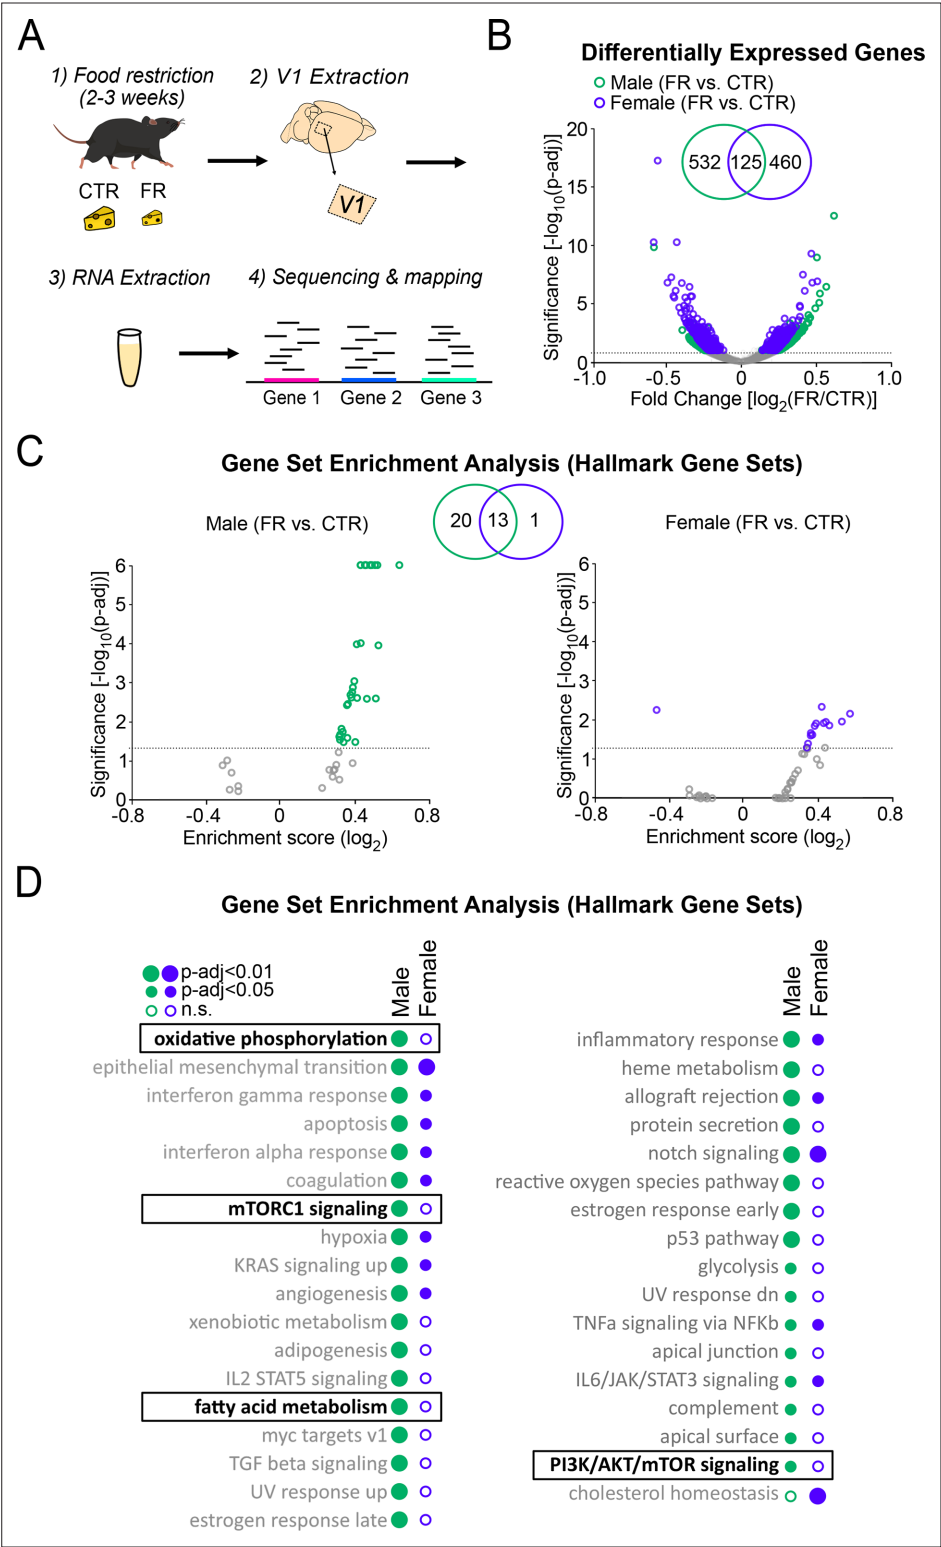 A
1) Food restriction
(2-3 weeks)
2) V1 Extraction
CTR
FR
V1
3) RNA Extraction
4) Sequencing & mapping
Gene 1
Gene 2
Gene 3
B
Differentially Expressed Genes
Male (FR vs. CTR)
Female (FR vs. CTR)
Significance [-log10(p-adj)]
20
15
10
5
0
532
125
460
-1.0
-0.5
0
0.5
1.0
Fold Change [log2(FR/CTR)]
C
Gene Set Enrichment Analysis (Hallmark Gene Sets)
20
13
1
Male (FR vs. CTR)
Significance [-log10(p-adj)]
6
5
4
3
2
1
0
-0.8
-0.4
0
0.4
0.8
Enrichment score (log2)
Female (FR vs. CTR)
Significance [-log10(p-adj)]
6
5
4
3
2
1
0
-0.8
-0.4
0
0.4
0.8
Enrichment score (log2)
D
Gene Set Enrichment Analysis (Hallmark Gene Sets)
p-adj<0.01
p-adj<0.05
n.s.
Male
Female
oxidative phosphorylation
epithelial mesenchymal transition
interferon gamma response
apoptosis
interferon alpha response
coagulation
mTORC1 signaling
hypoxia
KRAS signaling up
angiogenesis
xenobiotic metabolism
adipogenesis
IL2 STAT5 signaling
fatty acid metabolism
myc targets v1
TGF beta signaling
UV response up
estrogen response late
Male
Female
inflammatory response
heme metabolism
allograft rejection
protein secretion
notch signaling
reactive oxygen species pathway
estrogen response early
p53 pathway
glycolysis
UV response dn
TNFa signaling via NFKb
apical junction
IL6/JAK/STAT3 signaling
complement
apical surface
PI3K/AKT/mTOR signaling
cholesterol homeostasis